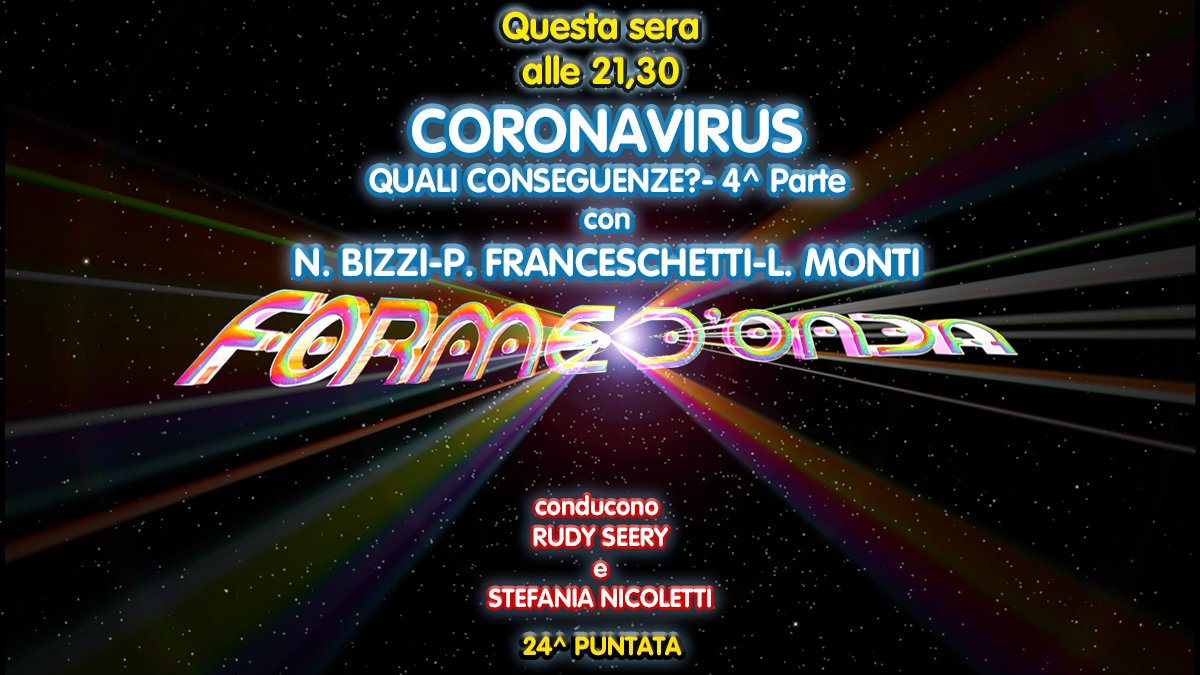 Questa sera
alle 21,30
CORONAVIRUS
QUALI CONSEGUENZE?- 4^ Parte
con
N. BIZZI-P. FRANCESCHETTI-L. MONTI
FORME D'ONDA
conducono
RUDY SEERY
e
STEFANIA NICOLETTI
24^ PUNTATA